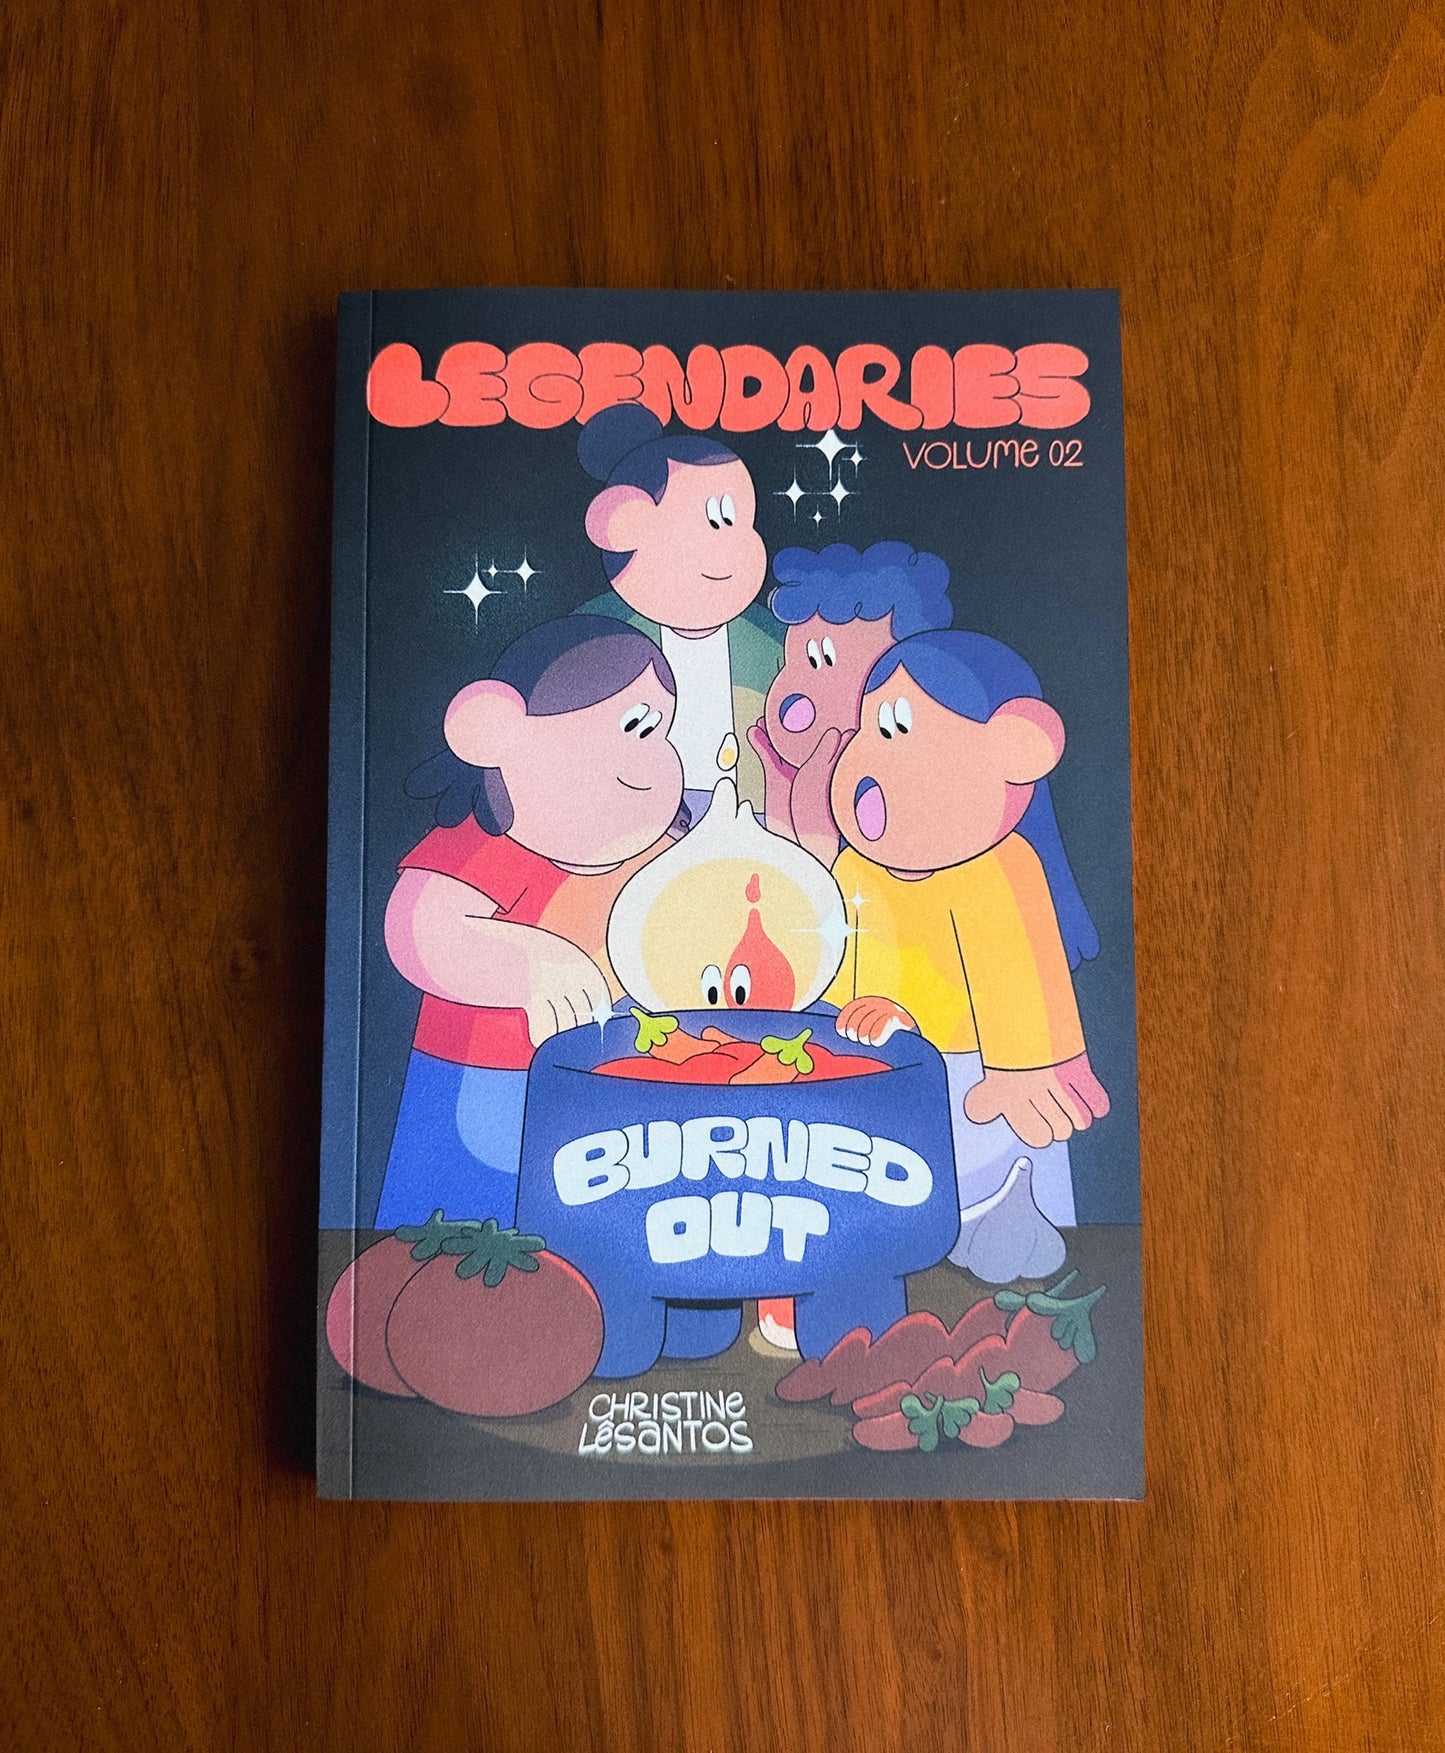 LEGENDARIES
VOLUME 02
BURNED
OUT
CHRISTINE
LÊSANTOS